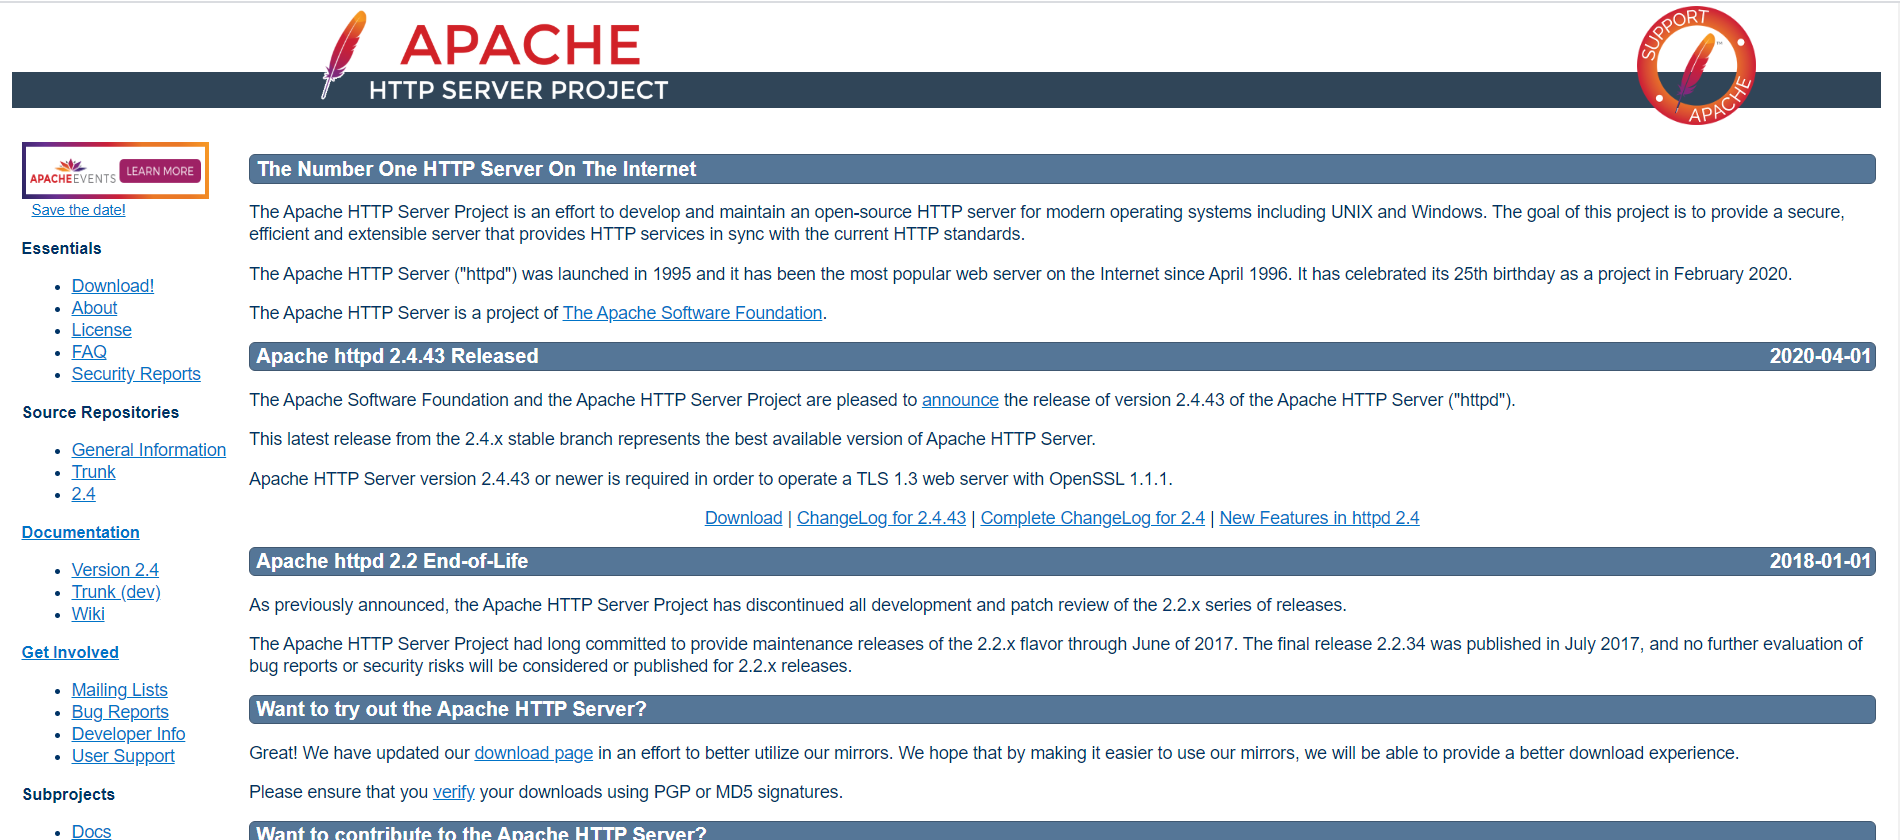 APACHE
HTTP SERVER PROJECT
SUPPORT
APACHE
APACHEEVENTS LEARN MORE
Save the date!
Essentials
Download!
About
License
FAQ
Security Reports
Source Repositories
General Information
Trunk
2.4
Documentation
Version 2.4
Trunk (dev)
Wiki
Get Involved
Mailing Lists
Bug Reports
Developer Info
User Support
Subprojects
Docs
The Number One HTTP Server On The Internet
The Apache HTTP Server Project is an effort to develop and maintain an open-source HTTP server for modern operating systems including UNIX and Windows. The goal of this project is to provide a secure,
efficient and extensible server that provides HTTP services in sync with the current HTTP standards.
The Apache HTTP Server ("httpd") was launched in 1995 and it has been the most popular web server on the Internet since April 1996. It has celebrated its 25th birthday as a project in February 2020.
The Apache HTTP Server is a project of The Apache Software Foundation.
Apache httpd 2.4.43 Released 2020-04-01
The Apache Software Foundation and the Apache HTTP Server Project are pleased to announce the release of version 2.4.43 of the Apache HTTP Server ("httpd").
This latest release from the 2.4.x stable branch represents the best available version of Apache HTTP Server.
Apache HTTP Server version 2.4.43 or newer is required in order to operate a TLS 1.3 web server with OpenSSL 1.1.1.
Download | ChangeLog for 2.4.43 | Complete ChangeLog for 2.4 | New Features in httpd 2.4
Apache httpd 2.2 End-of-Life 2018-01-01
As previously announced, the Apache HTTP Server Project has discontinued all development and patch review of the 2.2.x series of releases.
The Apache HTTP Server Project had long committed to provide maintenance releases of the 2.2.x flavor through June of 2017. The final release 2.2.34 was published in July 2017, and no further evaluation of
bug reports or security risks will be considered or published for 2.2.x releases.
Want to try out the Apache HTTP Server?
Great! We have updated our download page in an effort to better utilize our mirrors. We hope that by making it easier to use our mirrors, we will be able to provide a better download experience.
Please ensure that you verify your downloads using PGP or MD5 signatures.
Want to contribute to the Apache HTTP Server?